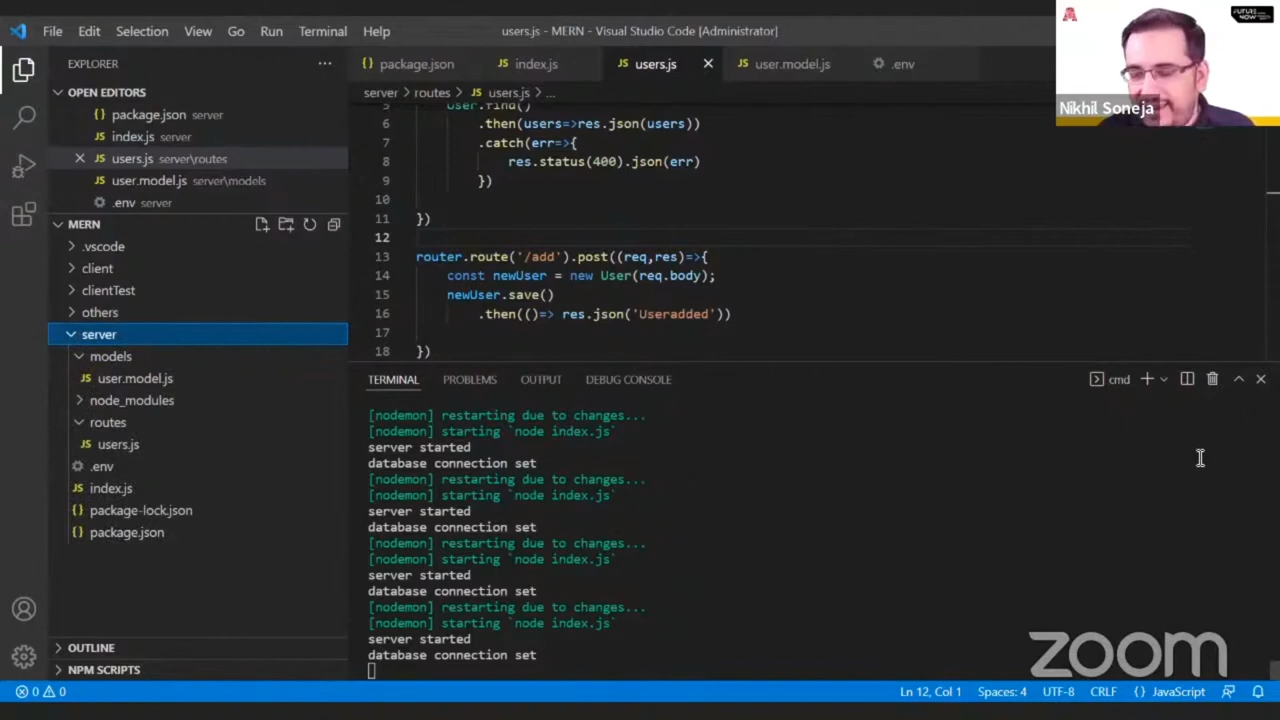 File Edit Selection View Go Run Terminal Help
users.js - MERN - Visual Studio Code [Administrator]
FUTURE NOW
Nikhil Soneja
EXPLORER
OPEN EDITORS
package.json server
index.js server
users.js server\routes
user.model.js server\models
.env server
MERN
.vscode
client
clientTest
others
server
models
user.model.js
node_modules
routes
users.js
.env
index.js
package-lock.json
package.json
OUTLINE
NPM SCRIPTS
package.json index.js users.js user.model.js .env
server > routes > JS users.js > ...
5 User.find()
6 .then(users=>res.json(users))
7 .catch(err=>{
8 res.status(400).json(err)
9 })
10
11 })
12
13 router.route('/add').post((req,res)=>{
14 const newUser = new User(req.body);
15 newUser.save()
16 .then(()=> res.json('Useradded'))
17
18 })
TERMINAL PROBLEMS OUTPUT DEBUG CONSOLE
cmd
[nodemon] restarting due to changes...
[nodemon] starting `node index.js`
server started
database connection set
[nodemon] restarting due to changes...
[nodemon] starting `node index.js`
server started
database connection set
[nodemon] restarting due to changes...
[nodemon] starting `node index.js`
server started
database connection set
[nodemon] restarting due to changes...
[nodemon] starting `node index.js`
server started
database connection set
zoom
0 0
Ln 12, Col 1 Spaces: 4 UTF-8 CRLF {} JavaScript